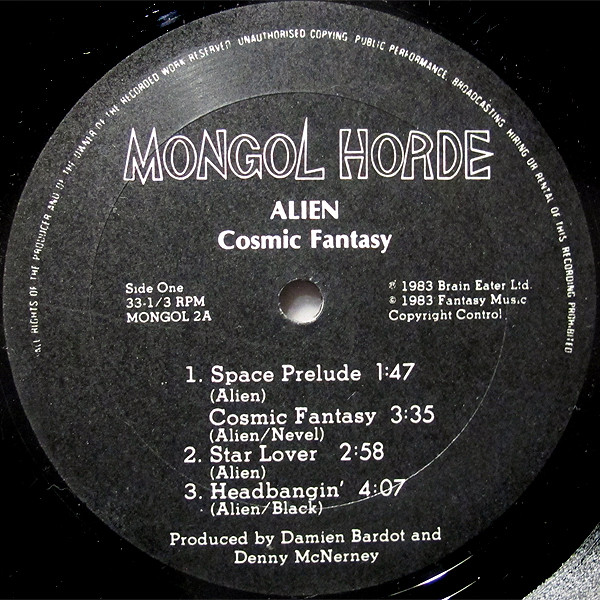 ALL RIGHTS OF THE PRODUCER AND OF THE OWNER OF THE RECORDED WORK RESERVED. UNAUTHORISED COPYING, PUBLIC PERFORMANCE, BROADCASTING, HIRING OR RENTAL OF THIS RECORDING PROHIBITED
MONGOL HORDE
ALIEN
Cosmic Fantasy
Side One
33-1/3 RPM
MONGOL 2A
℗ 1983 Brain Eater Ltd.
© 1983 Fantasy Music
Copyright Control
1. Space Prelude 1:47
(Alien)
Cosmic Fantasy 3:35
(Alien/Nevel)
2. Star Lover 2:58
(Alien)
3. Headbangin' 4:07
(Alien/Black)
Produced by Damien Bardot and
Denny McNerney